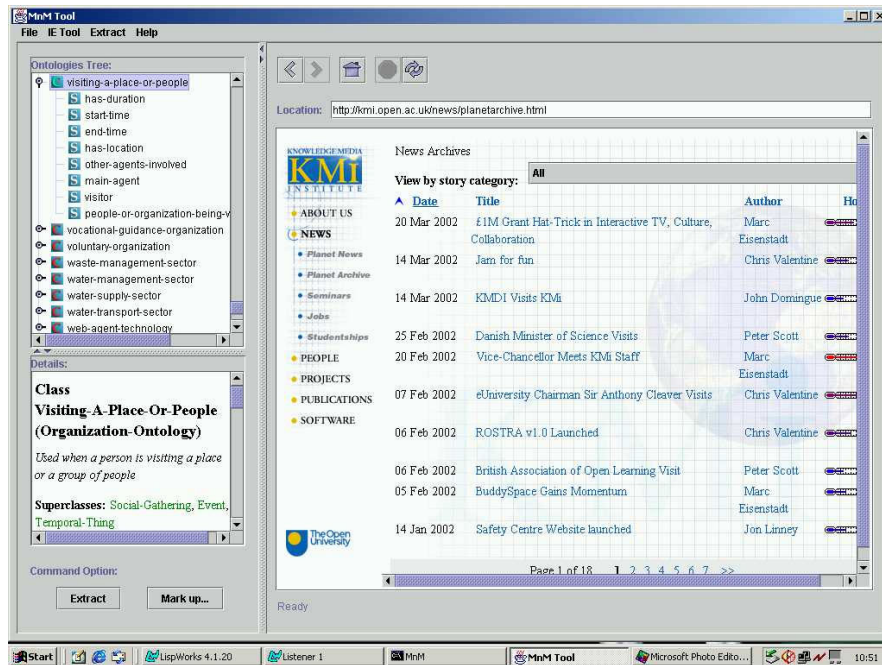 MnM Tool
File IE Tool Extract Help
Ontologies Tree:
visiting-a-place-or-people
has-duration
start-time
end-time
has-location
other-agents-involved
main-agent
visitor
people-or-organization-being-v
vocational-guidance-organization
voluntary-organization
waste-management-sector
water-management-sector
water-supply-sector
water-transport-sector
web-agent-technology
Details:
Class
Visiting-A-Place-Or-People
(Organization-Ontology)
Used when a person is visiting a place
or a group of people
Superclasses: Social-Gathering, Event,
Temporal-Thing
Command Option:
Extract Mark up...
Location: http://kmi.open.ac.uk/news/planetarchive.html
KNOWLEDGE MEDIA
KMi
INSTITUTE
ABOUT US
NEWS
Planet News
Planet Archive
Seminars
Jobs
Studentships
PEOPLE
PROJECTS
PUBLICATIONS
SOFTWARE
The Open
University
News Archives
View by story category: All
Date Title Author Ho
20 Mar 2002 £1M Grant Hat-Trick in Interactive TV, Culture, Marc
Collaboration Eisenstadt
14 Mar 2002 Jam for fun Chris Valentine
14 Mar 2002 KMDI Visits KMi John Domingue
25 Feb 2002 Danish Minister of Science Visits Peter Scott
20 Feb 2002 Vice-Chancellor Meets KMi Staff Marc
Eisenstadt
07 Feb 2002 eUniversity Chairman Sir Anthony Cleaver Visits Chris Valentine
06 Feb 2002 ROSTRA v1.0 Launched Chris Valentine
06 Feb 2002 British Association of Open Learning Visit Peter Scott
05 Feb 2002 BuddySpace Gains Momentum Marc
Eisenstadt
14 Jan 2002 Safety Centre Website launched Jon Linney
Page 1 of 18 1 2 3 4 5 6 7 >>
Ready
Start LispWorks 4.1.20 Listener 1 MnM MnM Tool Microsoft Photo Edito... 10:51